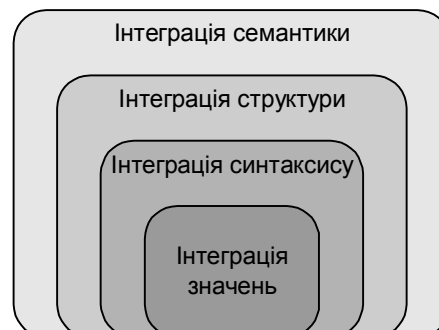 Інтеграція семантики
Інтеграція структури
Інтеграція синтаксису
Інтеграція
значень